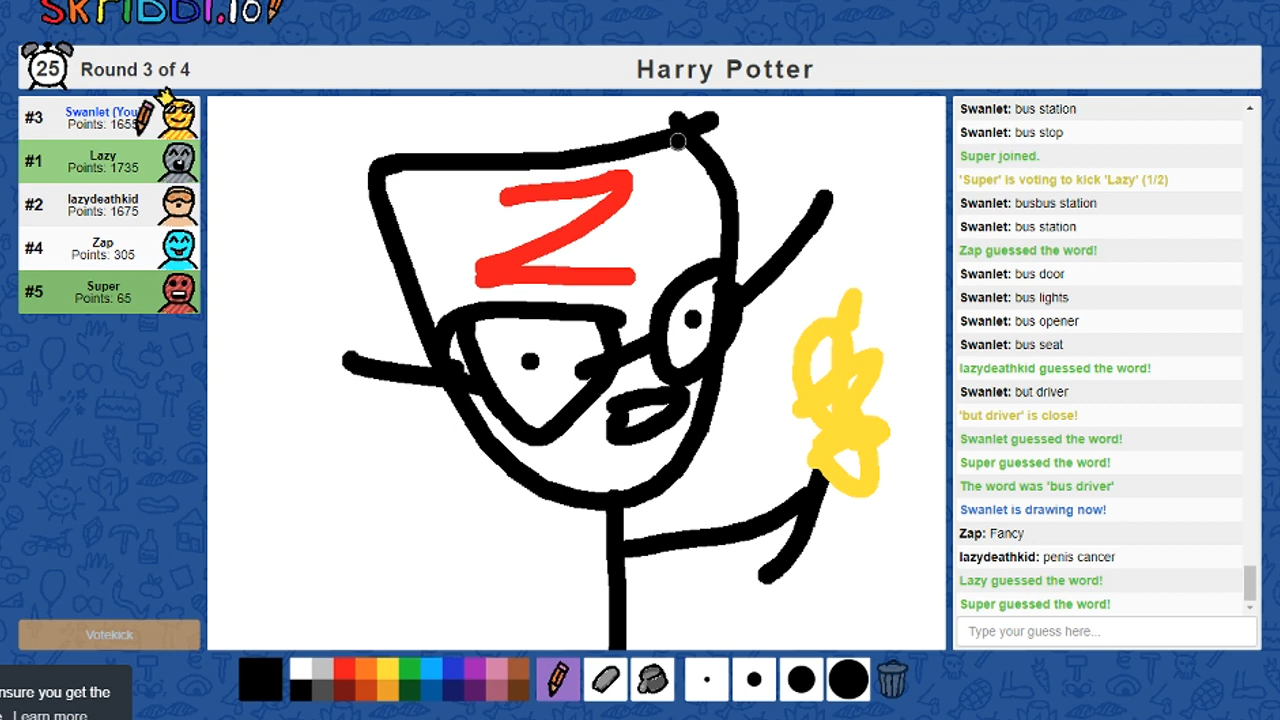 skribbl.io
25
Round 3 of 4
Harry Potter
#3
Swanlet (You
Points: 1655
#1
Lazy
Points: 1735
#2
lazydeathkid
Points: 1675
#4
Zap
Points: 305
#5
Super
Points: 65
Votekick
nsure you get the
Learn more
Z
Swanlet: bus station
Swanlet: bus stop
Super joined.
'Super' is voting to kick 'Lazy' (1/2)
Swanlet: busbus station
Swanlet: bus station
Zap guessed the word!
Swanlet: bus door
Swanlet: bus lights
Swanlet: bus opener
Swanlet: bus seat
lazydeathkid guessed the word!
Swanlet: but driver
'but driver' is close!
Swanlet guessed the word!
Super guessed the word!
The word was 'bus driver'
Swanlet is drawing now!
Zap: Fancy
lazydeathkid: penis cancer
Lazy guessed the word!
Super guessed the word!
Type your guess here...